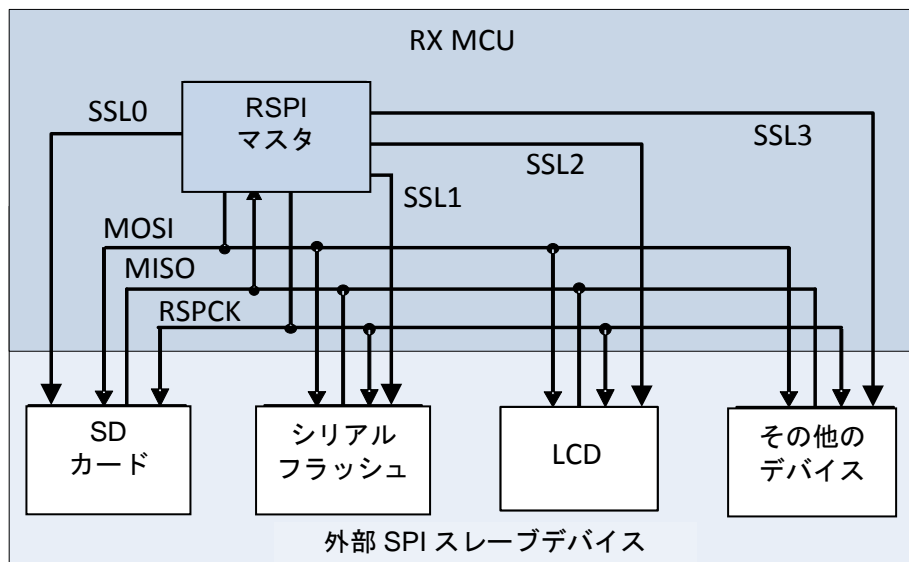 RX MCU
RSPI
マスタ
SSL0
SSL1
SSL2
SSL3
MOSI
MISO
RSPCK
SD
カード
シリアル
フラッシュ
LCD
その他の
デバイス
外部 SPI スレーブデバイス